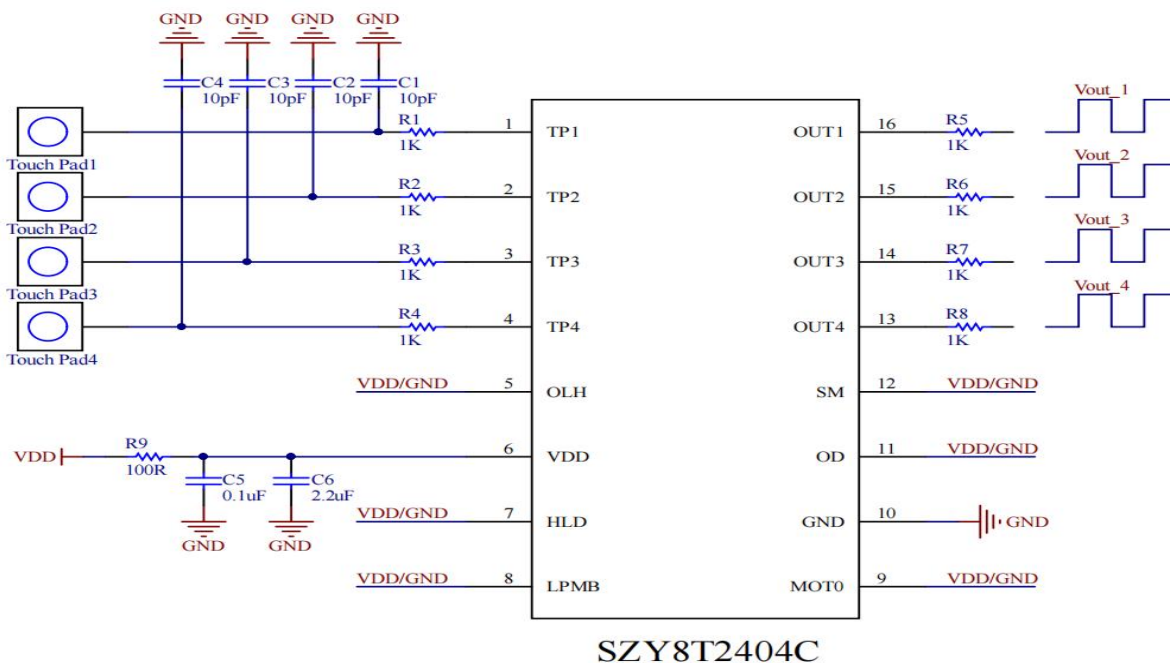 GND GND GND GND
C4 C3 C2 C1
10pF 10pF 10pF 10pF
Vout_1
R1 1 TP1 OUT1 16 R5
1K 1K
Touch Pad1
Vout_2
R2 2 TP2 OUT2 15 R6
1K 1K
Touch Pad2
Vout_3
R3 3 TP3 OUT3 14 R7
1K 1K
Touch Pad3
Vout_4
R4 4 TP4 OUT4 13 R8
1K 1K
Touch Pad4
VDD/GND 5 OLH SM 12 VDD/GND
R9
VDD 6 VDD OD 11 VDD/GND
100R
C5 C6
0.1uF 2.2uF
VDD/GND 7 HLD GND 10 GND
GND GND
VDD/GND 8 LPMB MOT0 9 VDD/GND
SZY8T2404C